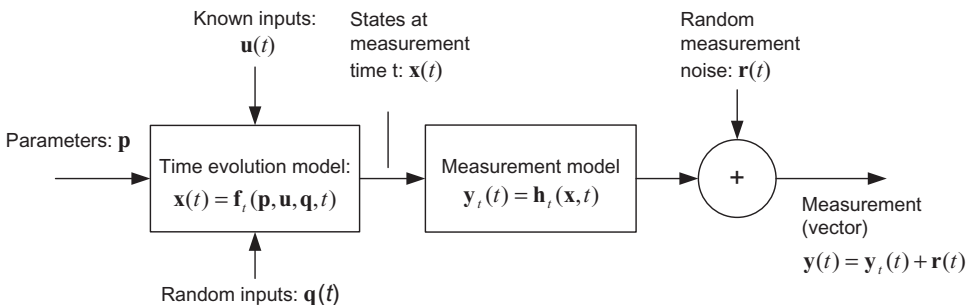 Known inputs:
u(t)
States at
measurement
time t: x(t)
Random
measurement
noise: r(t)
Parameters: p
Time evolution model:
x(t) = f_t(p, u, q, t)
Measurement model
y_t(t) = h_t(x, t)
+
Measurement
(vector)
y(t) = y_t(t) + r(t)
Random inputs: q(t)